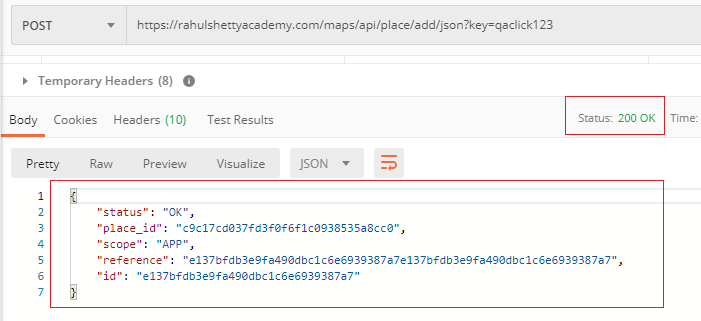 POST https://rahulshettyacademy.com/maps/api/place/add/json?key=qaclick123
Temporary Headers (8)
Body Cookies Headers (10) Test Results Status: 200 OK Time:
Pretty Raw Preview Visualize JSON
1 {
2 "status": "OK",
3 "place_id": "c9c17cd037fd3f0f6f1c0938535a8cc0",
4 "scope": "APP",
5 "reference": "e137bfdb3e9fa490dbc1c6e6939387a7e137bfdb3e9fa490dbc1c6e6939387a7",
6 "id": "e137bfdb3e9fa490dbc1c6e6939387a7"
7 }